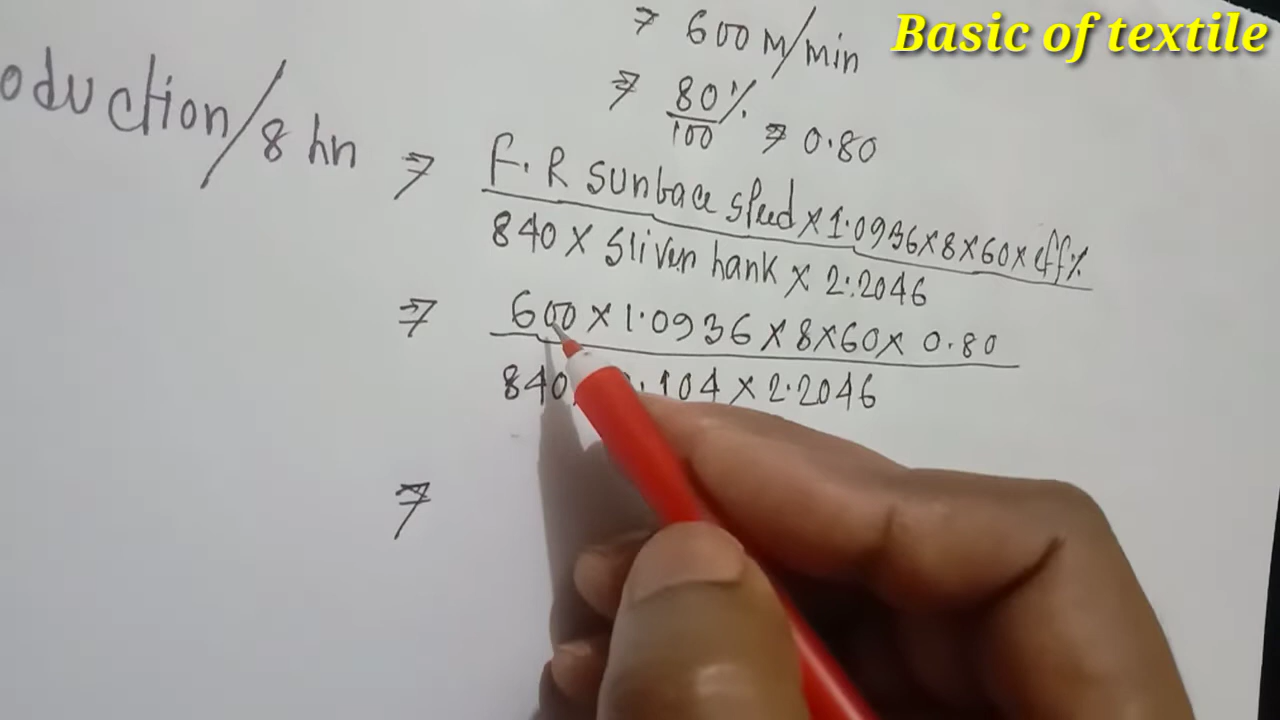 Basic of textile
⇒ 600 m/min
⇒ 80%/100 ⇒ 0.80
oduction/8 hr ⇒
F.R Surface speed × 1.0936 × 8 × 60 × eff%
840 × Sliver hank × 2.2046
⇒ 600 × 1.0936 × 8 × 60 × 0.80
840 .104 × 2.2046
⇒